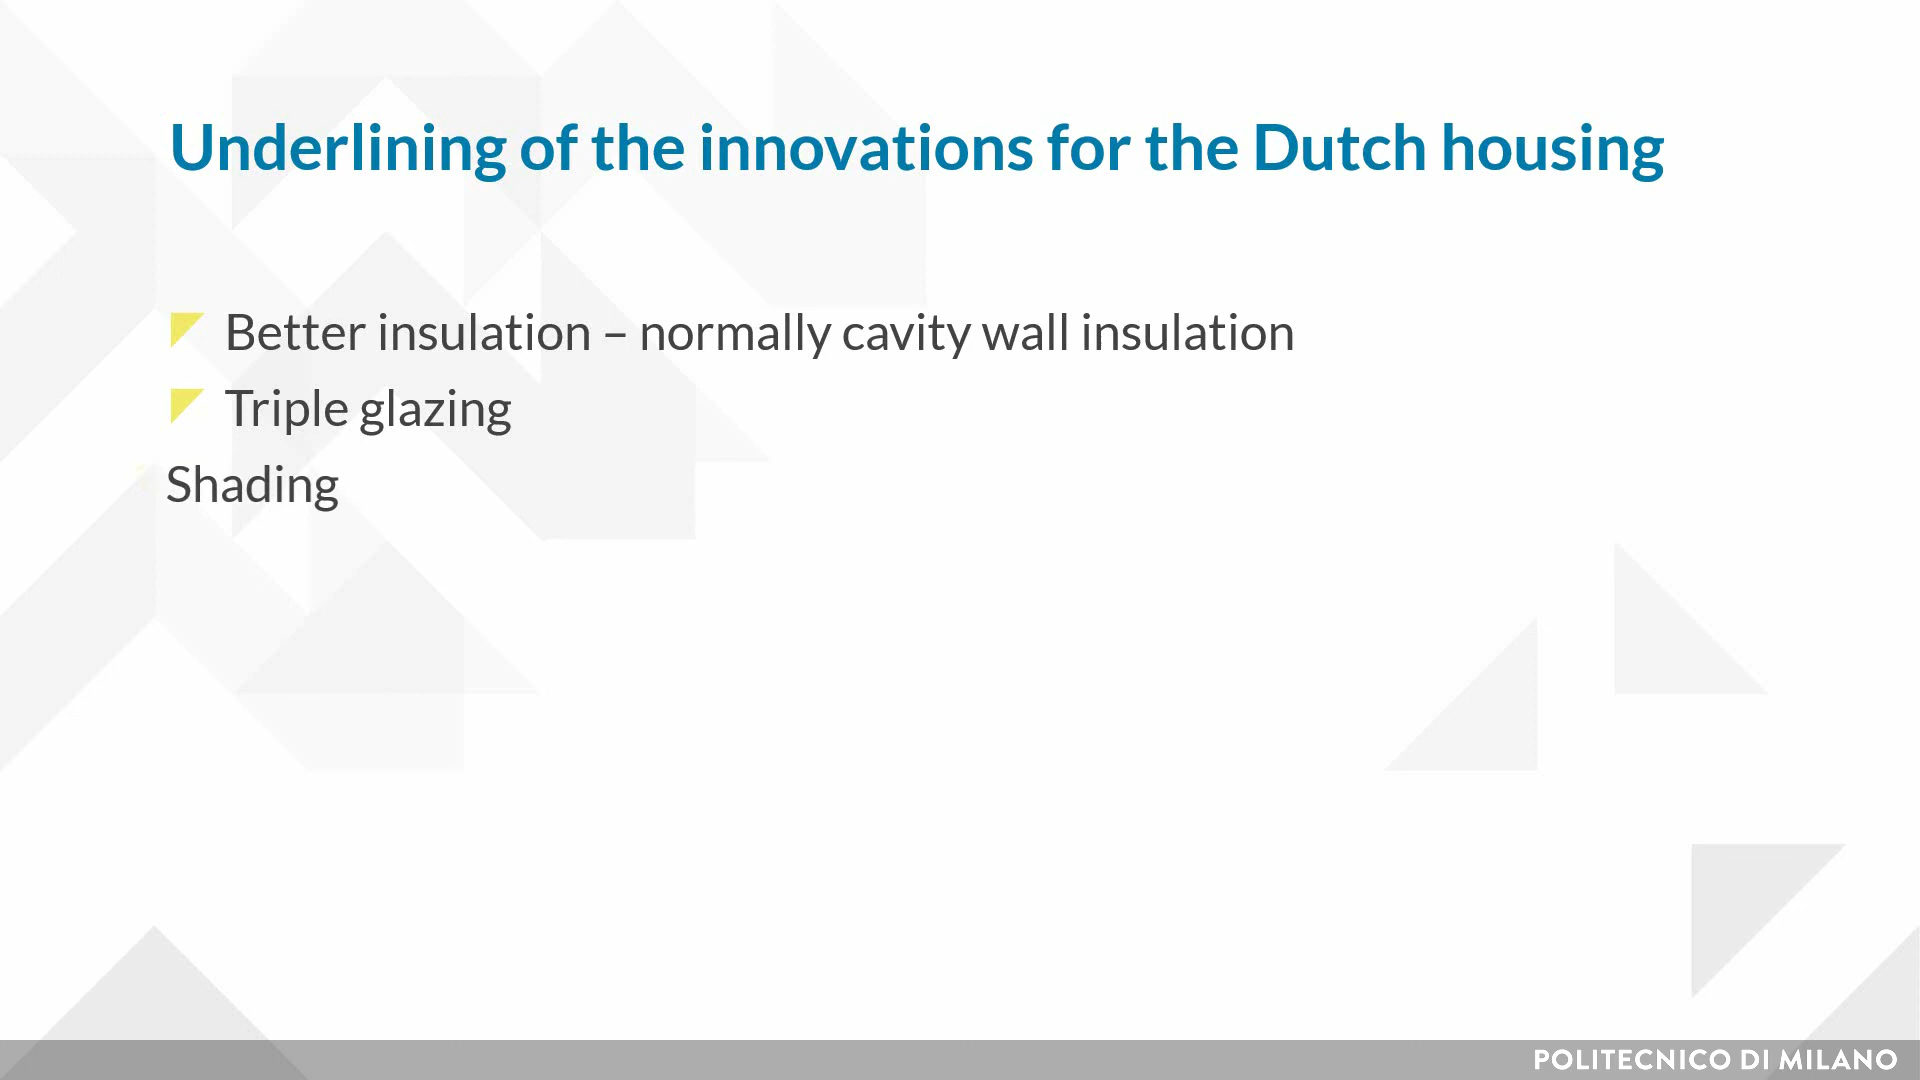 Underlining of the innovations for the Dutch housing
Better insulation – normally cavity wall insulation
Triple glazing
Shading
POLITECNICO DI MILANO